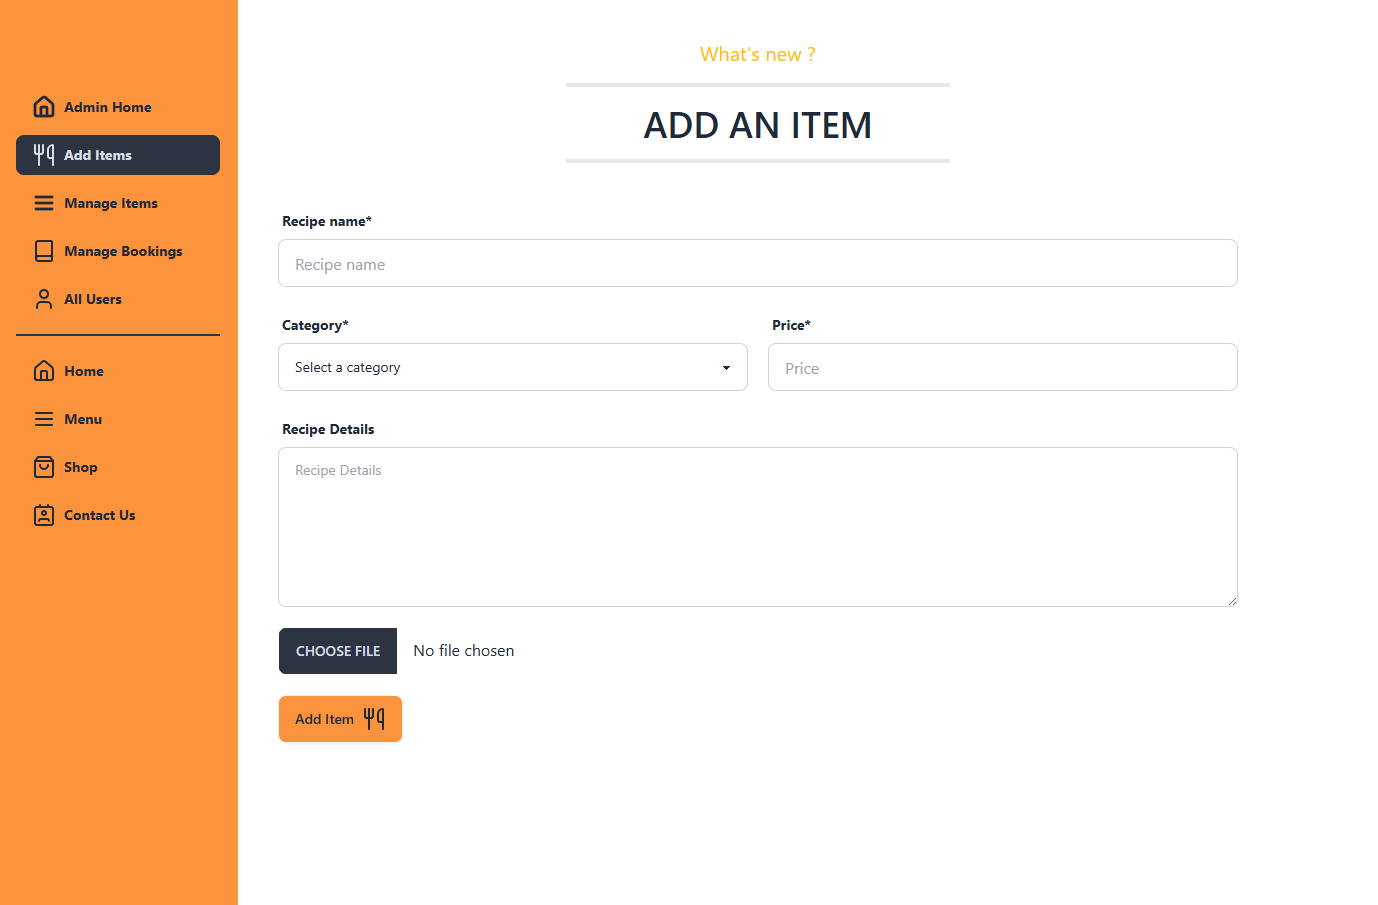 Admin Home
Add Items
Manage Items
Manage Bookings
All Users
Home
Menu
Shop
Contact Us
What's new ?
ADD AN ITEM
Recipe name*
Recipe name
Category* Price*
Select a category Price
Recipe Details
Recipe Details
CHOOSE FILE No file chosen
Add Item